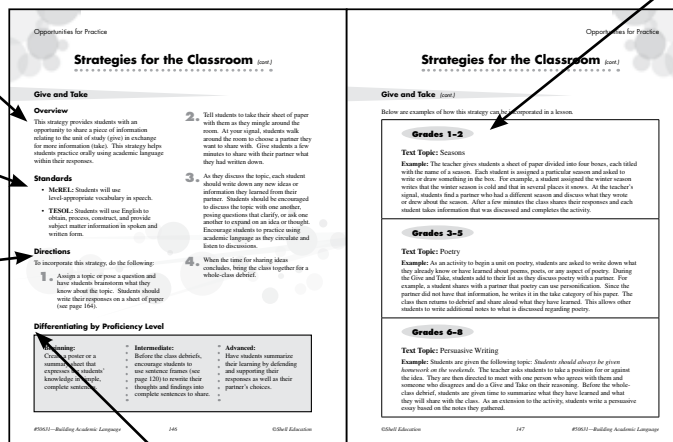 Opportunities for Practice
Strategies for the Classroom (cont.)
Give and Take
Overview
This strategy provides students with an
opportunity to share a piece of information
relating to the unit of study (give) in exchange
for more information (take). This strategy helps
students practice orally using academic language
within their responses.
Standards
• McREL: Students will use
level-appropriate vocabulary in speech.
• TESOL: Students will use English to
obtain, process, construct, and provide
subject matter information in spoken and
written form.
Directions
To incorporate this strategy, do the following:
1. Assign a topic or pose a question and
have students brainstorm what they
know about the topic. Students should
write their responses on a sheet of paper
(see page 164).
2. Tell students to take their sheet of paper
with them as they mingle around the
room. At your signal, students walk
around the room to choose a partner they
want to share with. Give students a few
minutes to share with their partner what
they had written down.
3. As they discuss the topic, each student
should write down any new ideas or
information they learned from their
partner. Students should be encouraged
to discuss the topic with one another,
posing questions that clarify, or ask one
another to expand on an idea or thought.
Encourage students to practice using
academic language as they circulate and
listen to discussions.
4. When the time for sharing ideas
concludes, bring the class together for a
whole-class debrief.
Differentiating by Proficiency Level
Beginning:
Create a poster or a
summary sheet that
expresses the students'
knowledge in simple,
complete sentences.
• Intermediate:
Before the class debriefs,
encourage students to
use sentence frames (see
page 120) to rewrite their
thoughts and findings into
complete sentences to share.
• Advanced:
Have students summarize
their learning by defending
and supporting their
responses as well as their
partner's choices.
#50631—Building Academic Language 146 ©Shell Education
Opportunities for Practice
Strategies for the Classroom (cont.)
Give and Take (cont.)
Below are examples of how this strategy can be incorporated in a lesson.
Grades 1–2
Text Topic: Seasons
Example: The teacher gives students a sheet of paper divided into four boxes, each titled
with the name of a season. Each student is assigned a particular season and asked to
write or draw something in the box. For example, a student assigned the winter season
writes that the winter season is cold and that in several places it snows. At the teacher's
signal, students find a partner who had a different season and discuss what they wrote
or drew about the season. After a few minutes the class shares their responses and each
student takes information that was discussed and completes the activity.
Grades 3–5
Text Topic: Poetry
Example: As an activity to begin a unit on poetry, students are asked to write down what
they already know or have learned about poems, poets, or any aspect of poetry. During
the Give and Take, students add to their list as they discuss poetry with a partner. For
example, a student shares with a partner that poetry can use personification. Since the
partner did not have that information, he writes it in the take category of his paper. The
class then returns to debrief and share aloud what they have learned. This allows other
students to write additional notes to what is discussed regarding poetry.
Grades 6–8
Text Topic: Persuasive Writing
Example: Students are given the following topic: Students should always be given
homework on the weekends. The teacher asks students to take a position for or against
the idea. They are then directed to meet with one person who agrees with them and
someone who disagrees and do a Give and Take on their reasoning. Before the whole-
class debrief, students are given time to summarize what they have learned and what
they will share with the class. As an extension to the activity, students write a persuasive
essay based on the notes they gathered.
©Shell Education 147 #50631—Building Academic Language